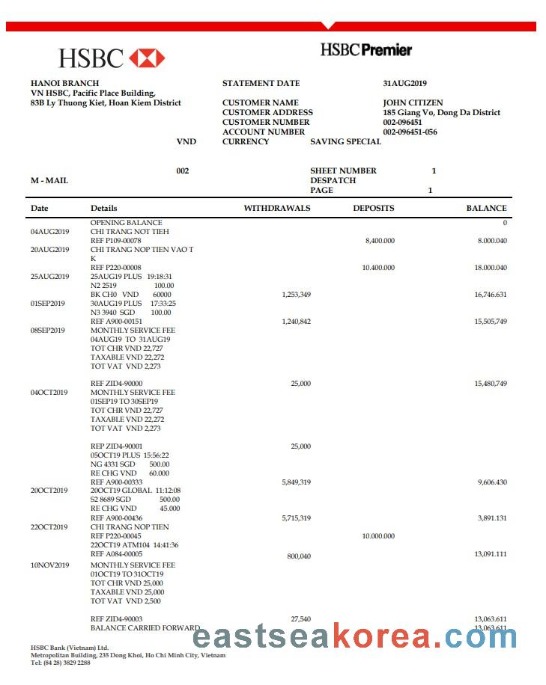 HSBC
HSBC Premier
HANOI BRANCH
VN HSBC, Pacific Place Building,
83B Ly Thuong Kiet, Hoan Kiem District
STATEMENT DATE 31AUG2019
CUSTOMER NAME JOHN CITIZEN
CUSTOMER ADDRESS 185 Giang Vo, Dong Da District
CUSTOMER NUMBER 002-096451
ACCOUNT NUMBER 002-096451-056
VND CURRENCY SAVING SPECIAL
002 SHEET NUMBER 1
M - MAIL DESPATCH
PAGE 1
Date Details WITHDRAWALS DEPOSITS BALANCE
OPENING BALANCE 0
04AUG2019 CHI TRANG NOT TIEH
REF P109-00078 8,400.000 8.000.040
20AUG2019 CHI TRANG NOP TIEN VAO T
K
REF P220-00008 10.400.000 18.000.040
25AUG2019 25AUG19 PLUS 19:18:31
N2 2519 100.00
BK CH0 VND 60000 1,253,349 16,746.631
01SEP2019 30AUG19 PLUS 17:33:25
N3 3940 SGD 100.00
REF A900-00151 1,240,842 15,505,749
08SEP2019 MONTHLY SERVICE FEE
04AUG19 TO 31AUG19
TOT CHR VND 22,727
TAXABLE VND 22,272
TOT VAT VND 2,273
REF ZID4-90000 25,000 15,480,749
04OCT2019 MONTHLY SERVICE FEE
01SEP19 TO 30SEP19
TOT CHR VND 22,727
TAXABLE VND 22,272
TOT VAT VND 2,273
REP ZID4-90001 25,000
05OCT19 PLUS 15:56:22
NG 4331 SGD 500.00
RE CHG VND 60.000
REF A900-00333 5,849,319 9,606.430
20OCT2019 20OCT19 GLOBAL 11:12:08
S2 8689 SGD 500.00
RE CHG VND 45.000
REF A900-00436 5,715,319 3,891.131
22OCT2019 CHI TRANG NOP TIEN
REF P220-00045 10.000.000
22OCT19 ATM104 14:41:36
REF A084-00005 800,040 13,091.111
10NOV2019 MONTHLY SERVICE FEE
01OCT19 TO 31OCT19
TOT CHR VND 25,000
TAXABLE VND 25,000
TOT VAT VND 2,500
REF ZID4-90003 27,540 13,063.611
BALANCE CARRIED FORWARD 13,063.611
eastseakorea.com
HSBC Bank (Vietnam) Ltd.
Metropolitan Building, 235 Dong Khoi, Ho Chi Minh City, Vietnam
Tel: (84 28) 3829 2288